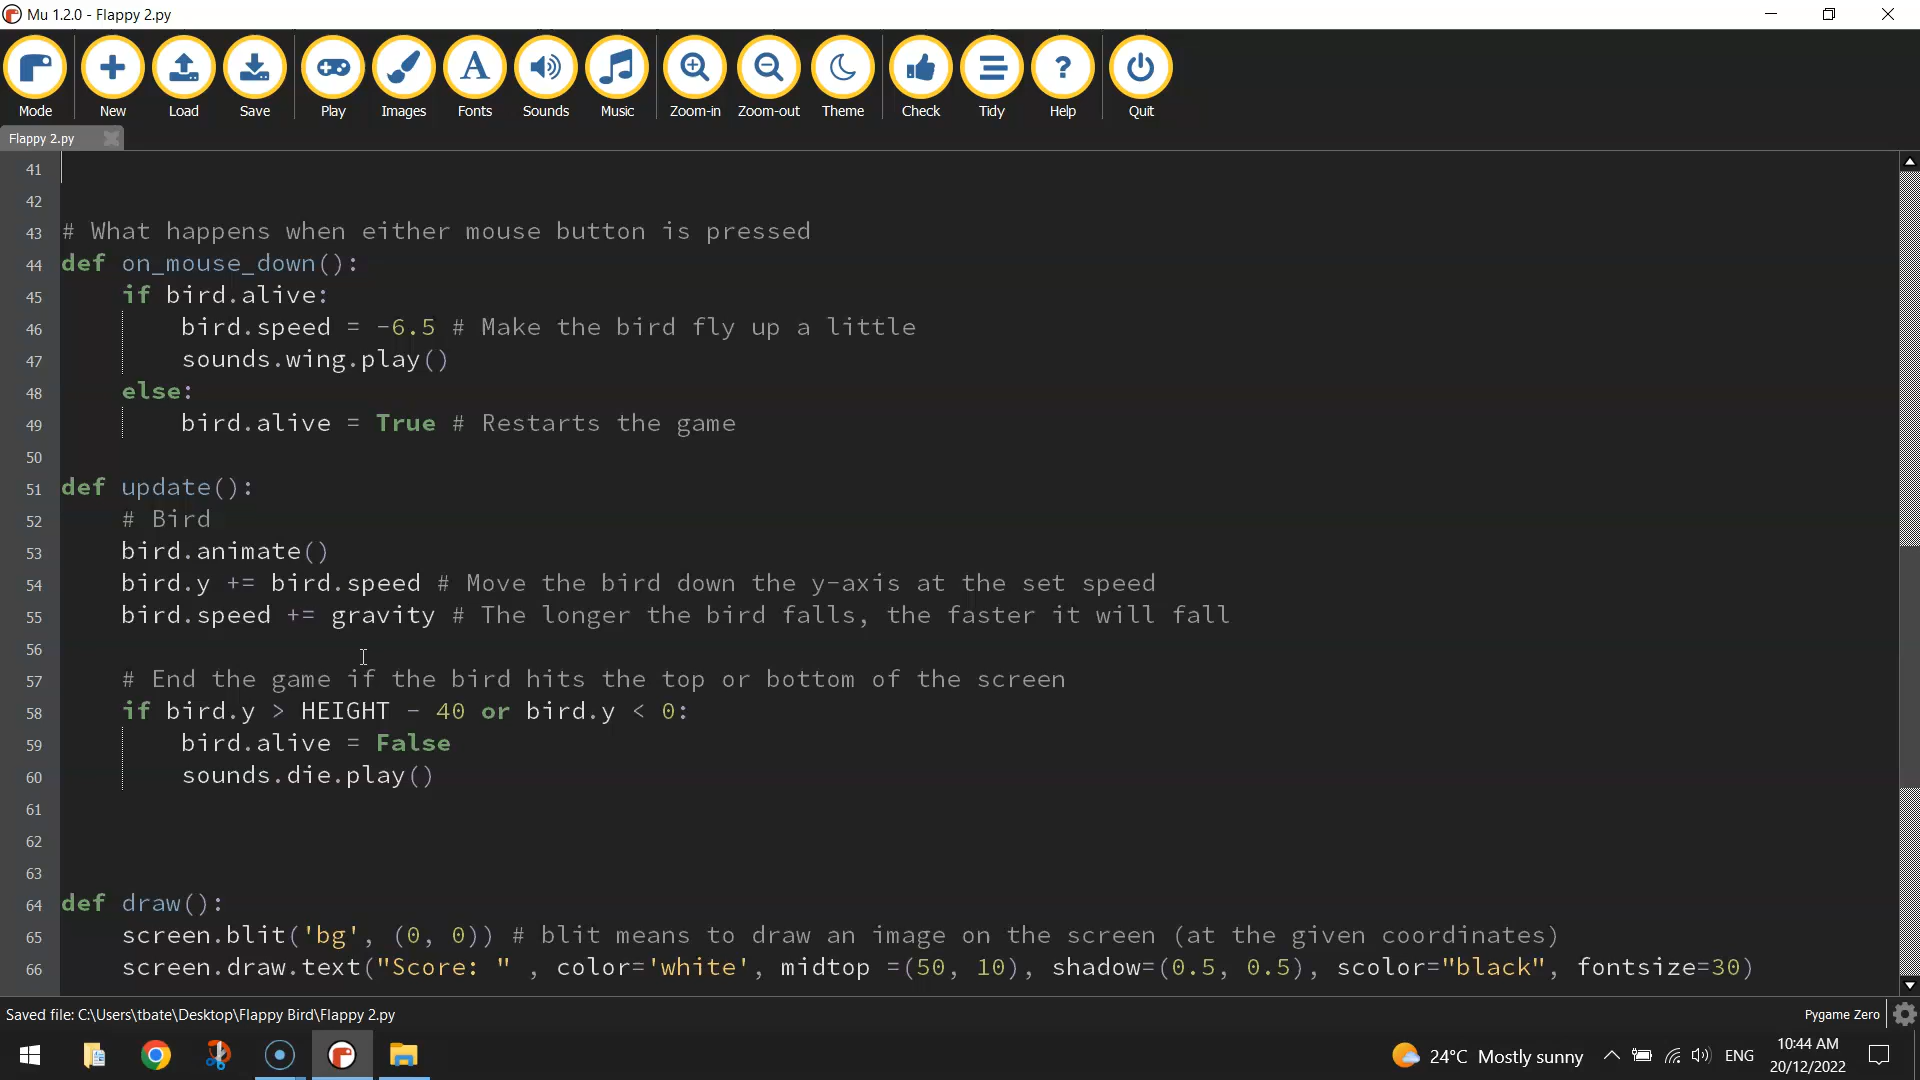 Mu 1.2.0 - Flappy 2.py
Mode New Load Save Play Images Fonts Sounds Music Zoom-in Zoom-out Theme Check Tidy Help Quit
Flappy 2.py
41
42
43 # What happens when either mouse button is pressed
44 def on_mouse_down():
45     if bird.alive:
46         bird.speed = -6.5 # Make the bird fly up a little
47         sounds.wing.play()
48     else:
49         bird.alive = True # Restarts the game
50
51 def update():
52     # Bird
53     bird.animate()
54     bird.y += bird.speed # Move the bird down the y-axis at the set speed
55     bird.speed += gravity # The longer the bird falls, the faster it will fall
56
57     # End the game if the bird hits the top or bottom of the screen
58     if bird.y > HEIGHT - 40 or bird.y < 0:
59         bird.alive = False
60         sounds.die.play()
61
62
63
64 def draw():
65     screen.blit('bg', (0, 0)) # blit means to draw an image on the screen (at the given coordinates)
66     screen.draw.text("Score: " , color='white', midtop =(50, 10), shadow=(0.5, 0.5), scolor="black", fontsize=30)
Saved file: C:\Users\tbate\Desktop\Flappy Bird\Flappy 2.py
Pygame Zero
24°C Mostly sunny
ENG
10:44 AM
20/12/2022